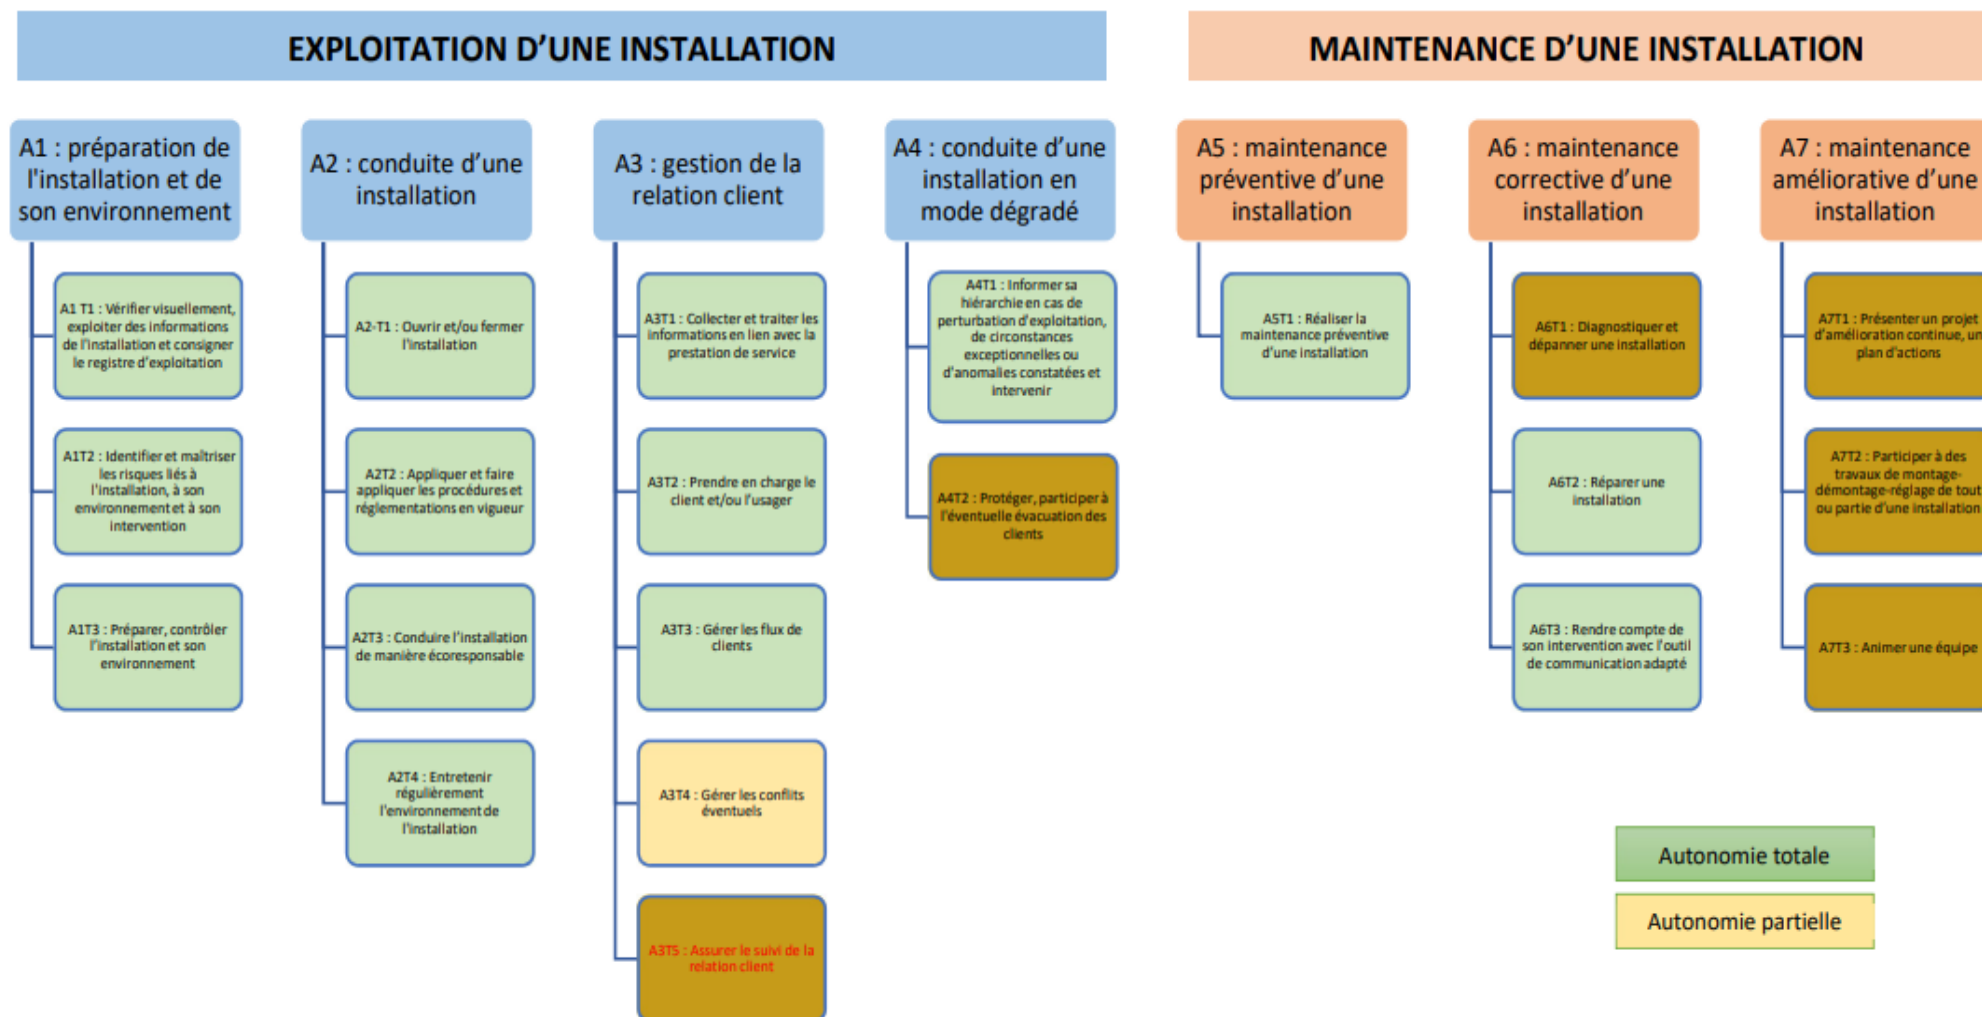 EXPLOITATION D’UNE INSTALLATION
MAINTENANCE D’UNE INSTALLATION
A1 : préparation de
l'installation et de
son environnement
A1 T1 : Vérifier visuellement,
exploiter des informations
de l’installation et consigner
le registre d’exploitation
A1T2 : Identifier et maîtriser
les risques liés à
l’installation, à son
environnement et à son
intervention
A1T3 : Préparer, contrôler
l’installation et son
environnement
A2 : conduite d’une
installation
A2-T1 : Ouvrir et/ou fermer
l’installation
A2T2 : Appliquer et faire
appliquer les procédures et
réglementations en vigueur
A2T3 : Conduire l’installation
de manière écoresponsable
A2T4 : Entretenir
régulièrement
l’environnement de
l’installation
A3 : gestion de la
relation client
A3T1 : Collecter et traiter les
informations en lien avec la
prestation de service
A3T2 : Prendre en charge le
client et/ou l’usager
A3T3 : Gérer les flux de
clients
A3T4 : Gérer les conflits
éventuels
A3T5 : Assurer le suivi de la
relation client
A4 : conduite d’une
installation en
mode dégradé
A4T1 : Informer sa
hiérarchie en cas de
perturbation d’exploitation,
de circonstances
exceptionnelles ou
d’anomalies constatées et
intervenir
A4T2 : Protéger, participer à
l’éventuelle évacuation des
clients
A5 : maintenance
préventive d’une
installation
A5T1 : Réaliser la
maintenance préventive
d’une installation
A6 : maintenance
corrective d’une
installation
A6T1 : Diagnostiquer et
dépanner une installation
A6T2 : Réparer une
installation
A6T3 : Rendre compte de
son intervention avec l’outil
de communication adapté
A7 : maintenance
améliorative d’une
installation
A7T1 : Présenter un projet
d’amélioration continue, un
plan d’actions
A7T2 : Participer à des
travaux de montage-
démontage-réglage de tout
ou partie d’une installation
A7T3 : Animer une équipe
Autonomie totale
Autonomie partielle